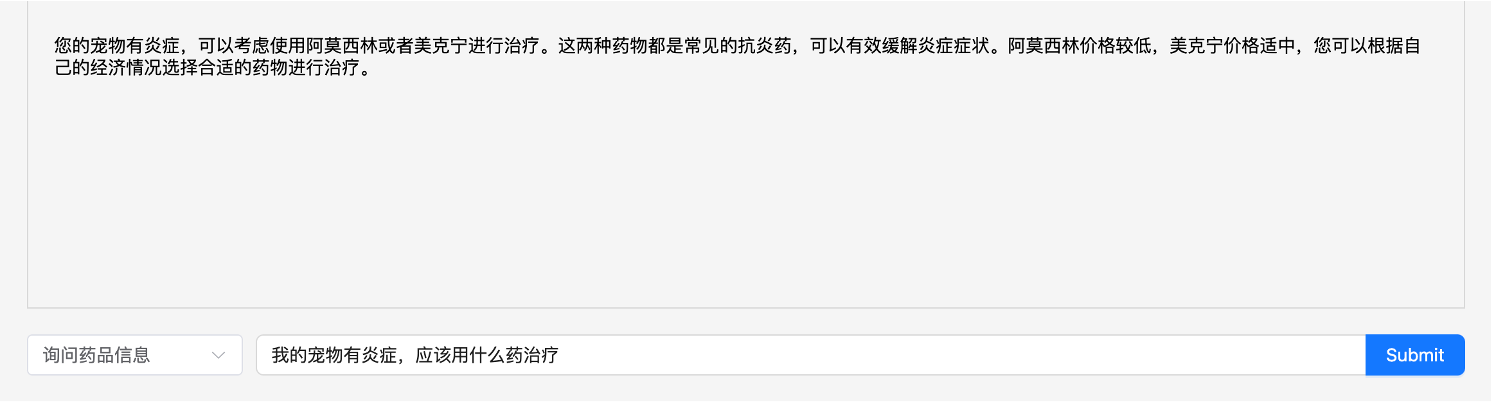 您的宠物有炎症，可以考虑使用阿莫西林或者美克宁进行治疗。这两种药物都是常见的抗炎药，可以有效缓解炎症症状。阿莫西林价格较低，美克宁价格适中，您可以根据自
己的经济情况选择合适的药物进行治疗。
询问药品信息
我的宠物有炎症，应该用什么药治疗
Submit